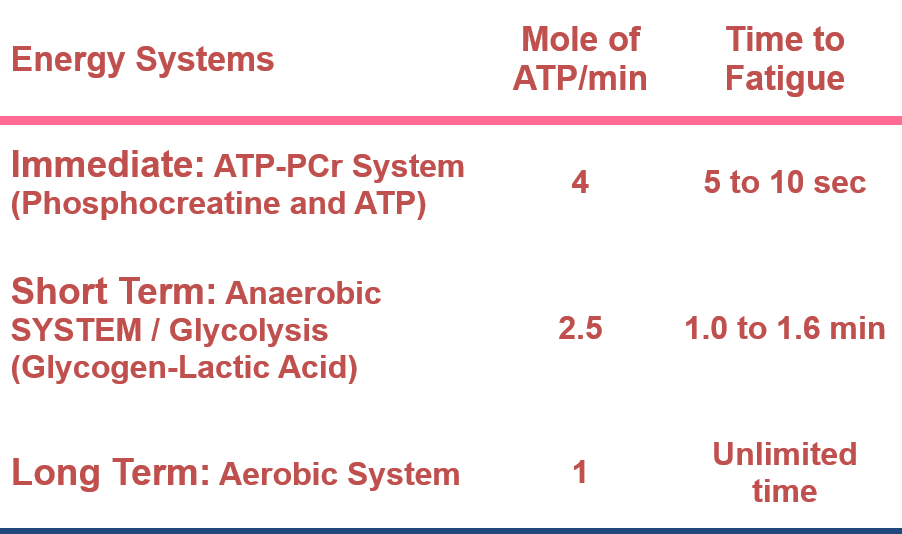 Energy Systems
Mole of
ATP/min
Time to
Fatigue
Immediate: ATP-PCr System
(Phosphocreatine and ATP)
4
5 to 10 sec
Short Term: Anaerobic
SYSTEM / Glycolysis
(Glycogen-Lactic Acid)
2.5
1.0 to 1.6 min
Long Term: Aerobic System
1
Unlimited
time